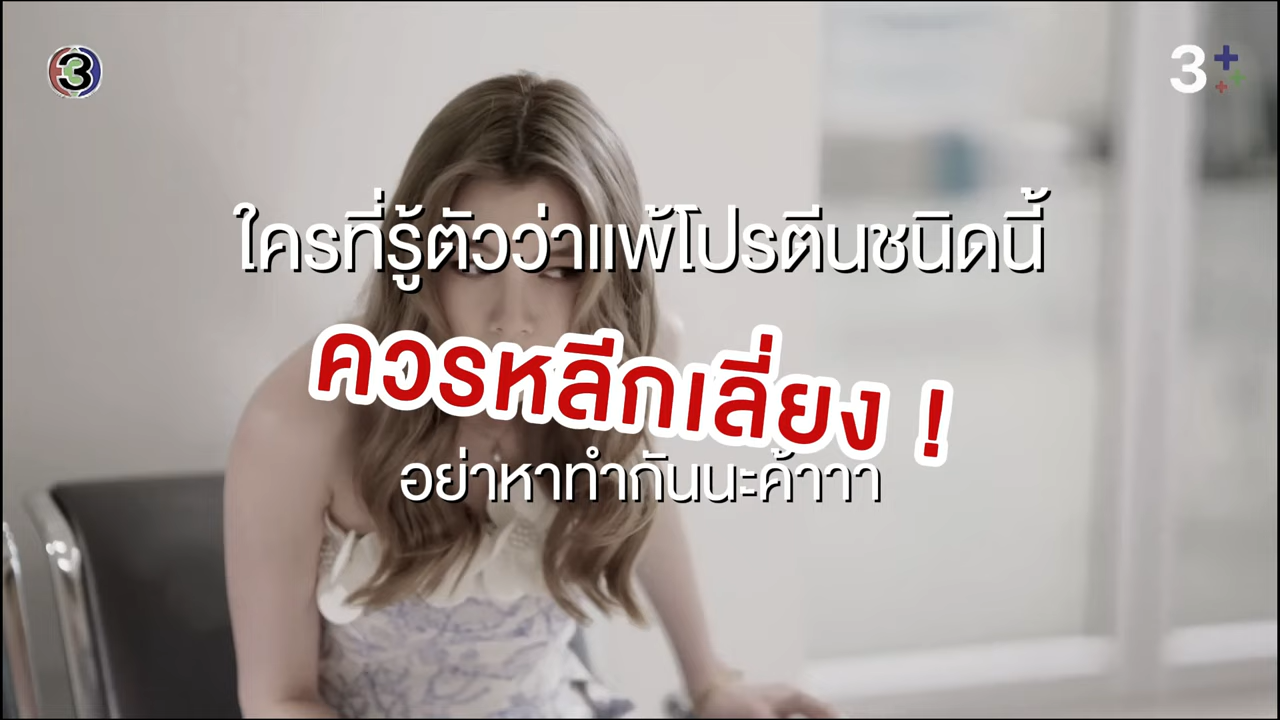 3
3+
ใครที่รู้ตัวว่าแพ้โปรตีนชนิดนี้
ควรหลีกเลี่ยง !
อย่าหาทำกันนะค้าาา